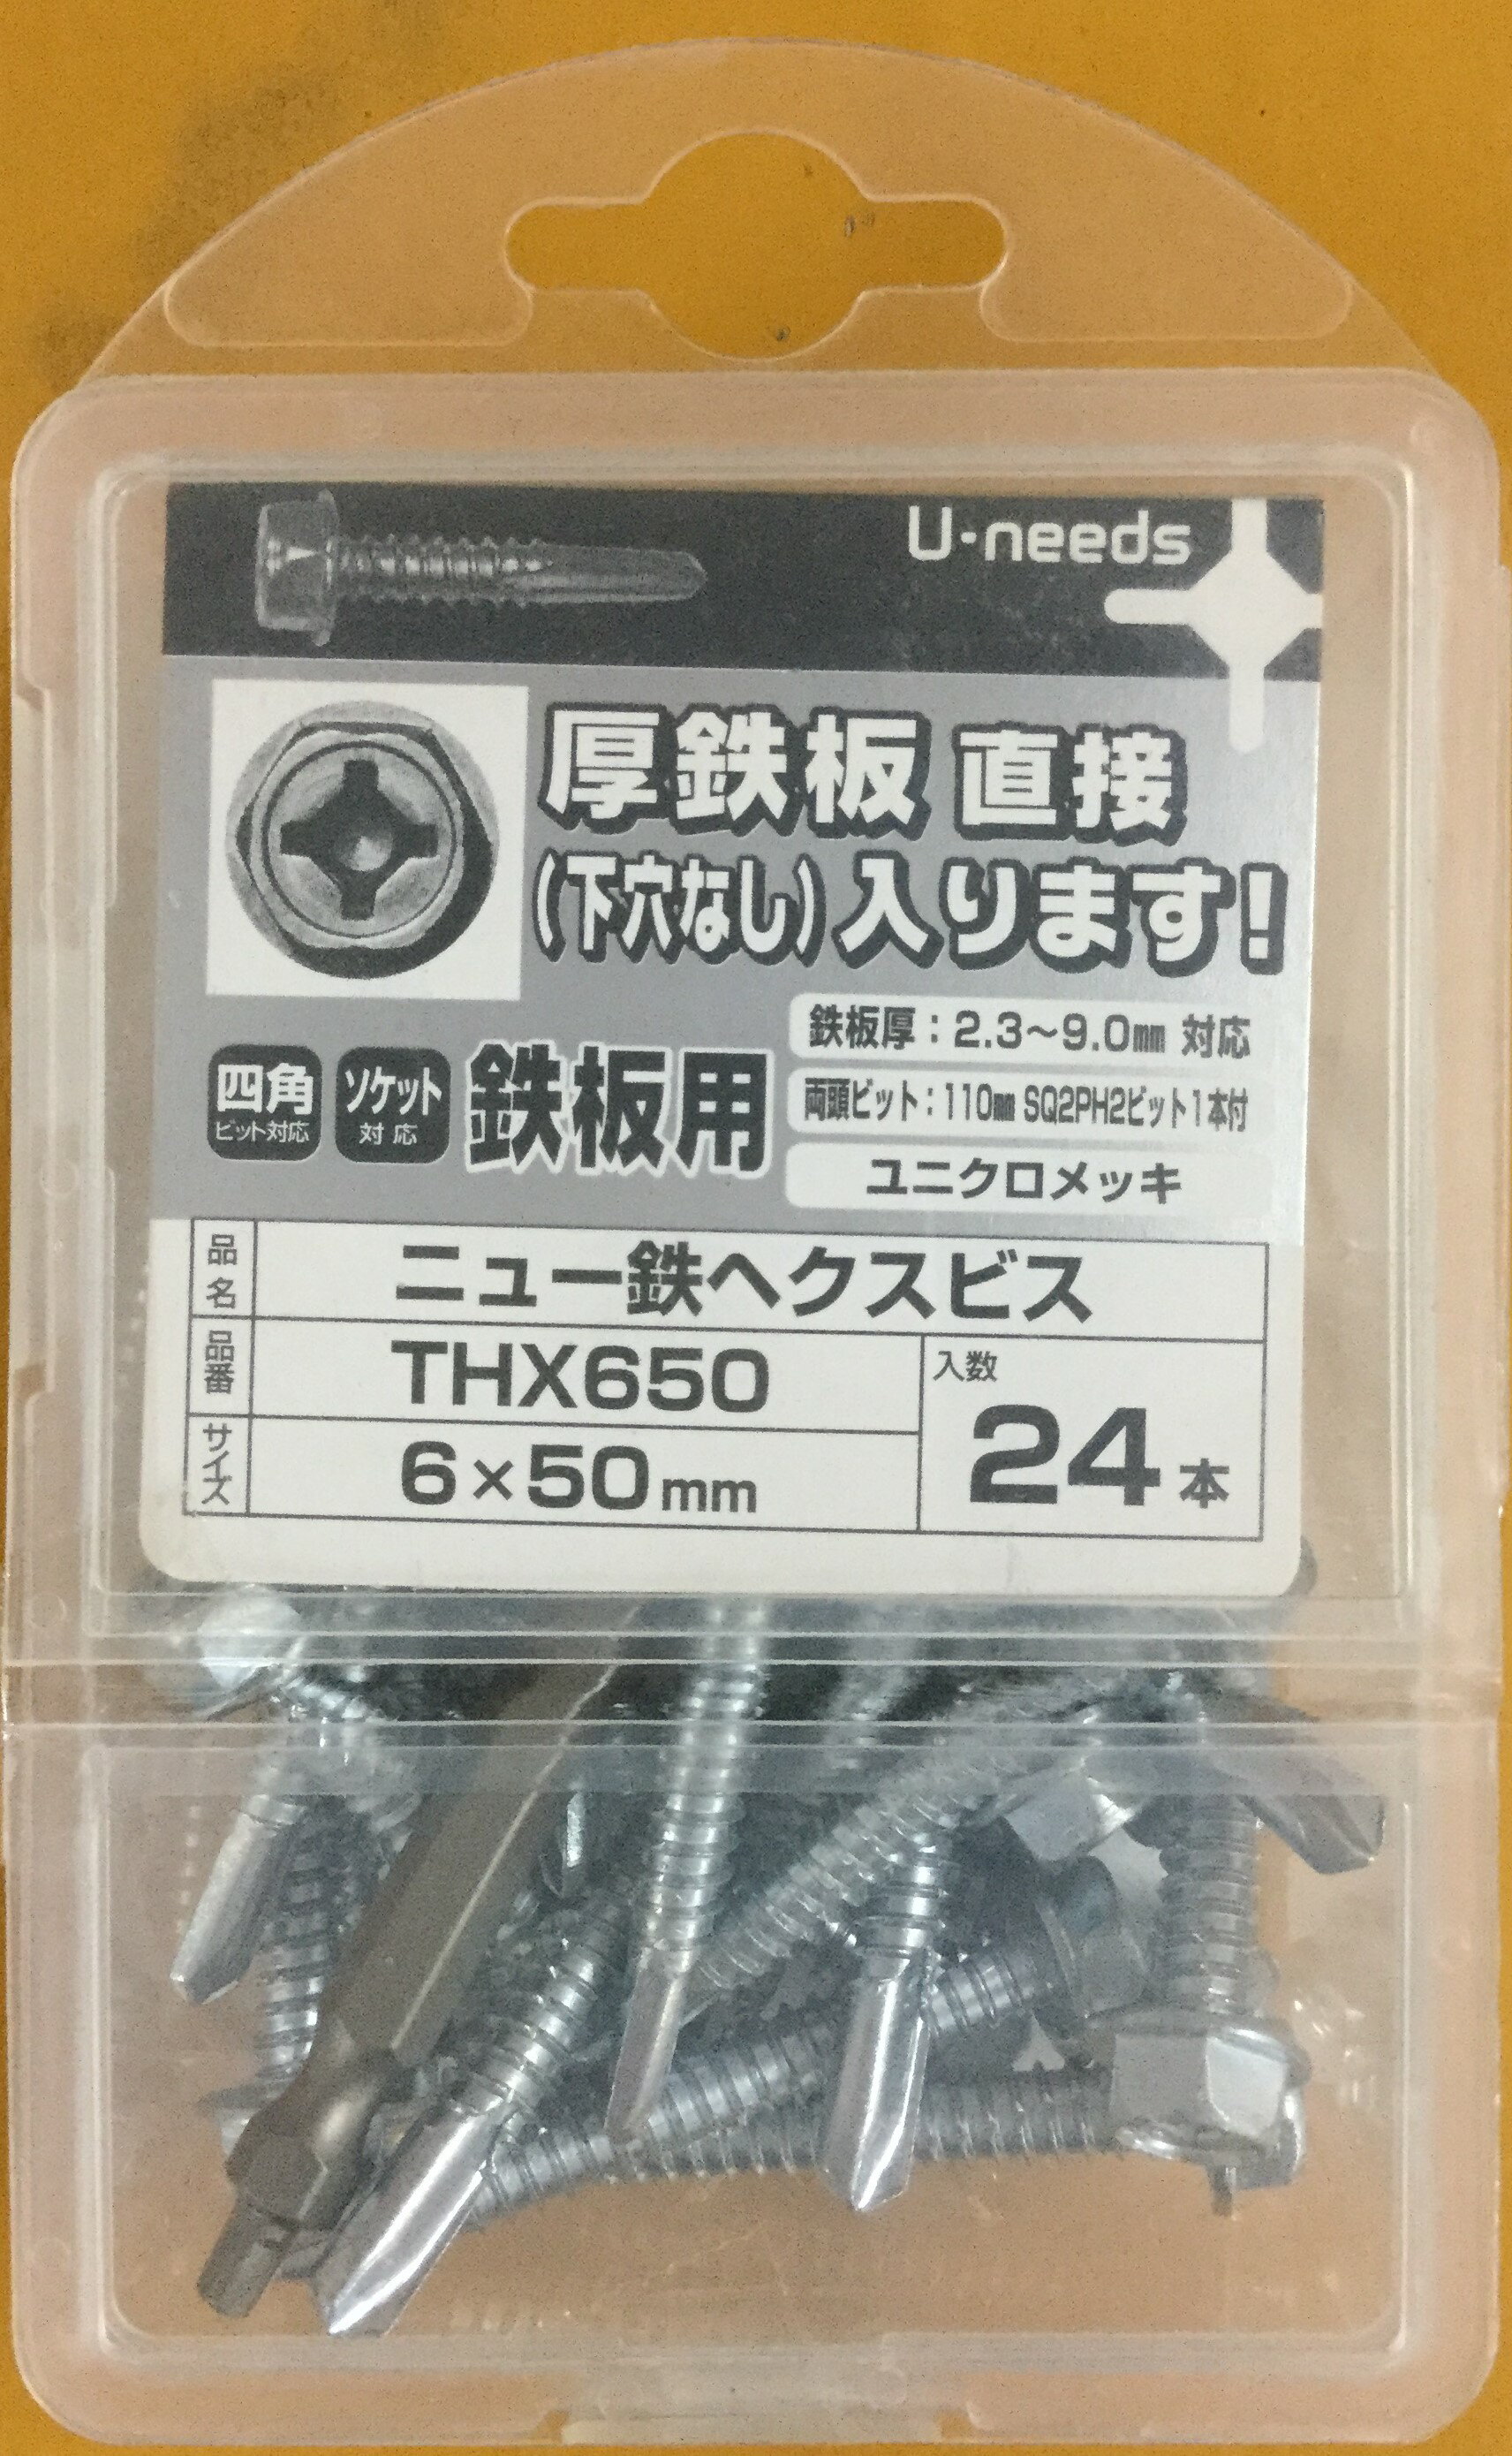 U·needs
厚鉄板 直接
(下穴なし)入ります!
鉄板厚：2.3～9.0㎜ 対応
両頭ビット：110㎜ SQ2PH2ビット1本付
ユニクロメッキ
四角
ビット対応
ソケット
対応
鉄板用
品名
ニュー鉄ヘクスビス
品番
THX650
サイズ
6×50mm
入数
24本